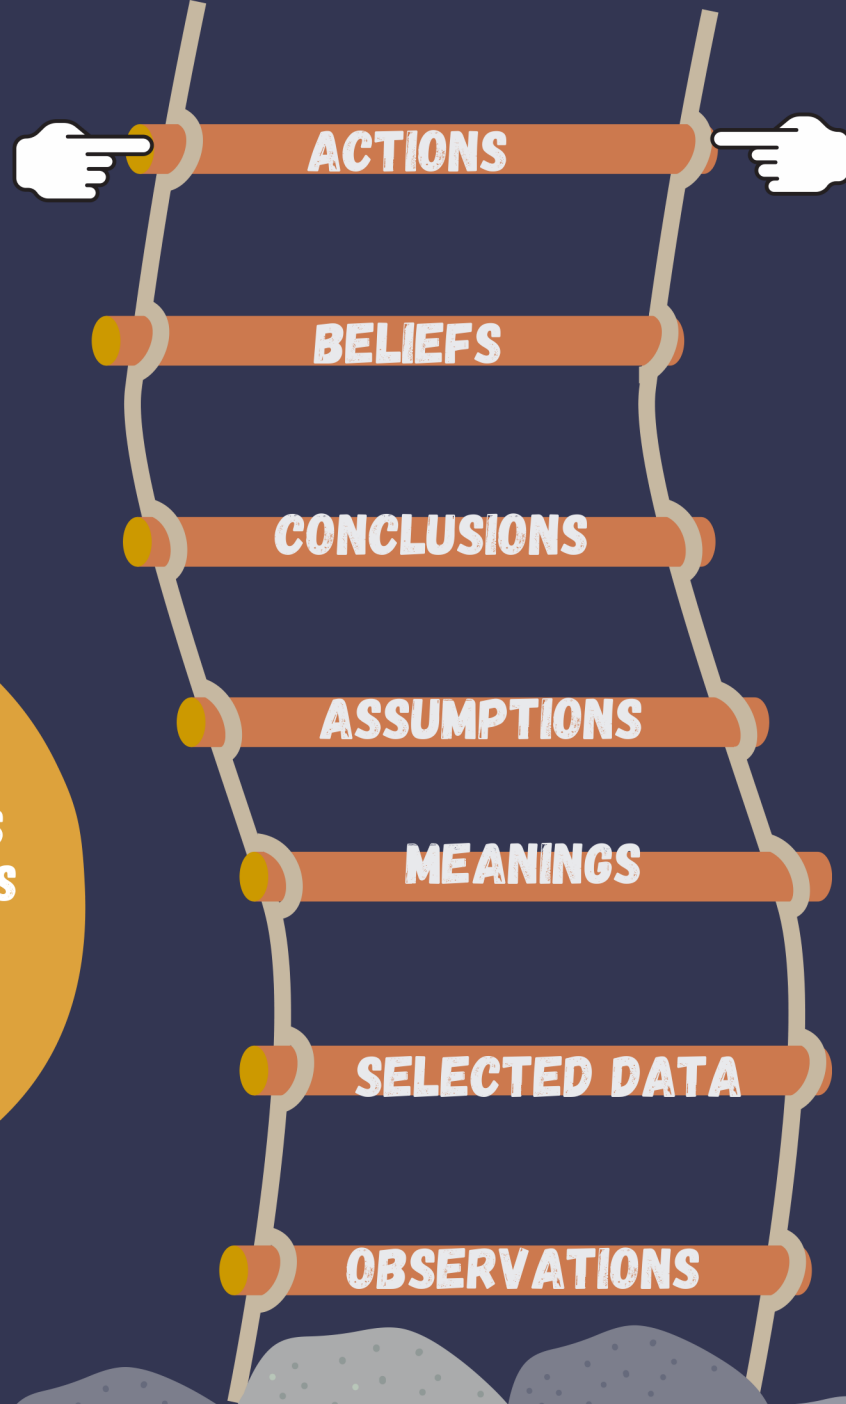 ACTIONS
BELIEFS
CONCLUSIONS
ASSUMPTIONS
MEANINGS
SELECTED DATA
OBSERVATIONS